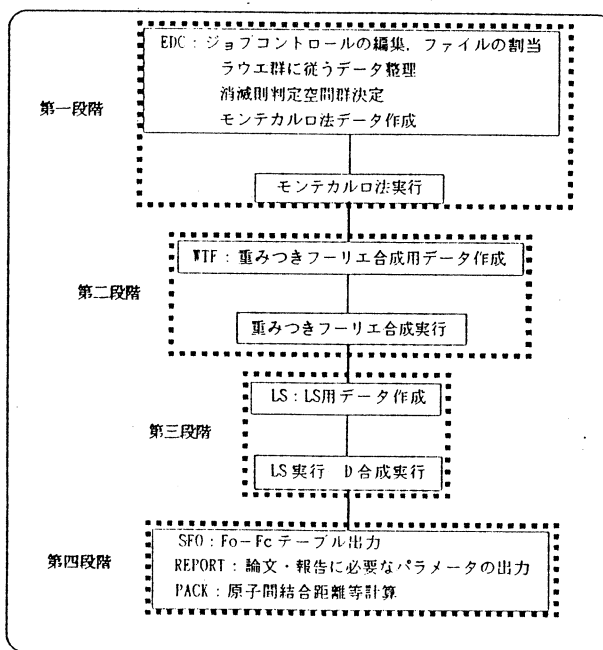 EDC：ジョブコントロールの編集，ファイルの割当
ラウエ群に従うデータ整理
消滅則判定空間群決定
モンテカルロ法データ作成
第一段階
モンテカルロ法実行
WTF：重みつきフーリエ合成用データ作成
第二段階
重みつきフーリエ合成実行
LS：LS用データ作成
第三段階
LS実行　D合成実行
SFO：Fo－Fcテーブル出力
第四段階
REPORT：論文・報告に必要なパラメータの出力
PACK：原子間結合距離等計算